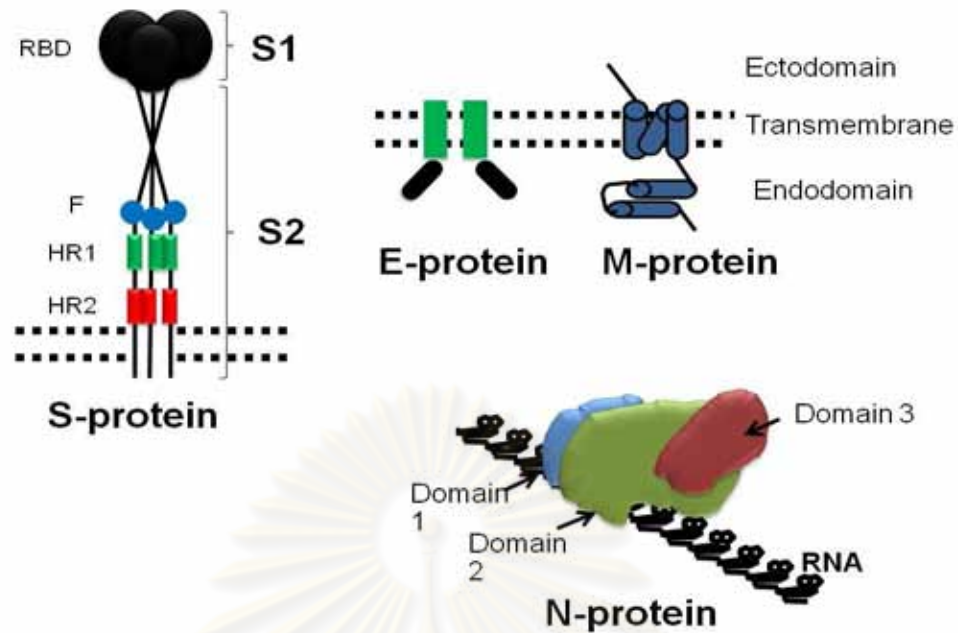 RBD
S1
F
HR1
HR2
S2
S-protein
Ectodomain
Transmembrane
Endodomain
E-protein
M-protein
Domain 3
Domain
1
Domain
2
RNA
N-protein